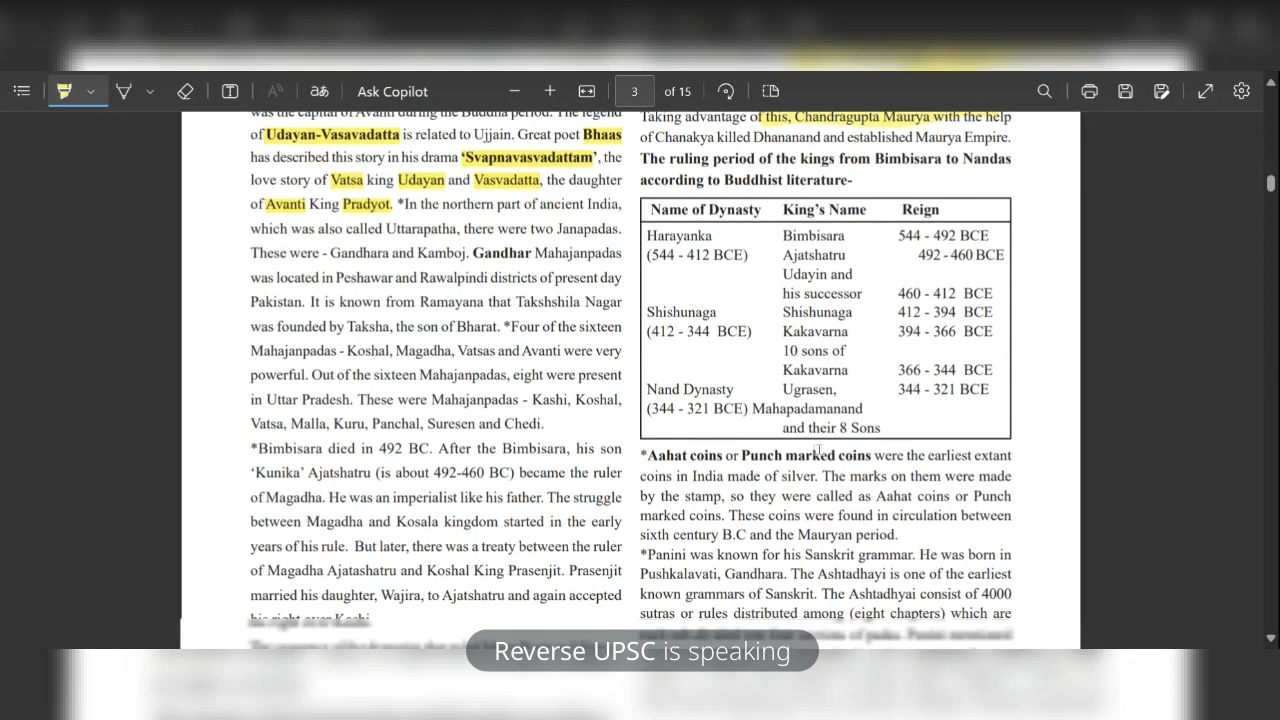 Ask Copilot
3 of 15
was the capital of Avanti during the Buddha period. The legend
of Udayan-Vasavadatta is related to Ujjain. Great poet Bhaas
has described this story in his drama ‘Svapnavasvadattam’, the
love story of Vatsa king Udayan and Vasvadatta, the daughter
of Avanti King Pradyot. *In the northern part of ancient India,
which was also called Uttarapatha, there were two Janapadas.
These were - Gandhara and Kamboj. Gandhar Mahajanpadas
was located in Peshawar and Rawalpindi districts of present day
Pakistan. It is known from Ramayana that Takshshila Nagar
was founded by Taksha, the son of Bharat. *Four of the sixteen
Mahajanpadas - Koshal, Magadha, Vatsas and Avanti were very
powerful. Out of the sixteen Mahajanpadas, eight were present
in Uttar Pradesh. These were Mahajanpadas - Kashi, Koshal,
Vatsa, Malla, Kuru, Panchal, Suresen and Chedi.
*Bimbisara died in 492 BC. After the Bimbisara, his son
‘Kunika’ Ajatshatru (is about 492-460 BC) became the ruler
of Magadha. He was an imperialist like his father. The struggle
between Magadha and Kosala kingdom started in the early
years of his rule. But later, there was a treaty between the ruler
of Magadha Ajatashatru and Koshal King Prasenjit. Prasenjit
married his daughter, Wajira, to Ajatshatru and again accepted
his right over Kashi.
Taking advantage of this, Chandragupta Maurya with the help
of Chanakya killed Dhananand and established Maurya Empire.
The ruling period of the kings from Bimbisara to Nandas
according to Buddhist literature-
Name of Dynasty King’s Name Reign
Harayanka Bimbisara 544 - 492 BCE
(544 - 412 BCE) Ajatshatru 492 - 460 BCE
Udayin and
his successor 460 - 412 BCE
Shishunaga Shishunaga 412 - 394 BCE
(412 - 344 BCE) Kakavarna 394 - 366 BCE
10 sons of
Kakavarna 366 - 344 BCE
Nand Dynasty Ugrasen, 344 - 321 BCE
(344 - 321 BCE) Mahapadamanand
and their 8 Sons
*Aahat coins or Punch marked coins were the earliest extant
coins in India made of silver. The marks on them were made
by the stamp, so they were called as Aahat coins or Punch
marked coins. These coins were found in circulation between
sixth century B.C and the Mauryan period.
*Panini was known for his Sanskrit grammar. He was born in
Pushkalavati, Gandhara. The Ashtadhayi is one of the earliest
known grammars of Sanskrit. The Ashtadhyai consist of 4000
sutras or rules distributed among (eight chapters) which are
Reverse UPSC is speaking